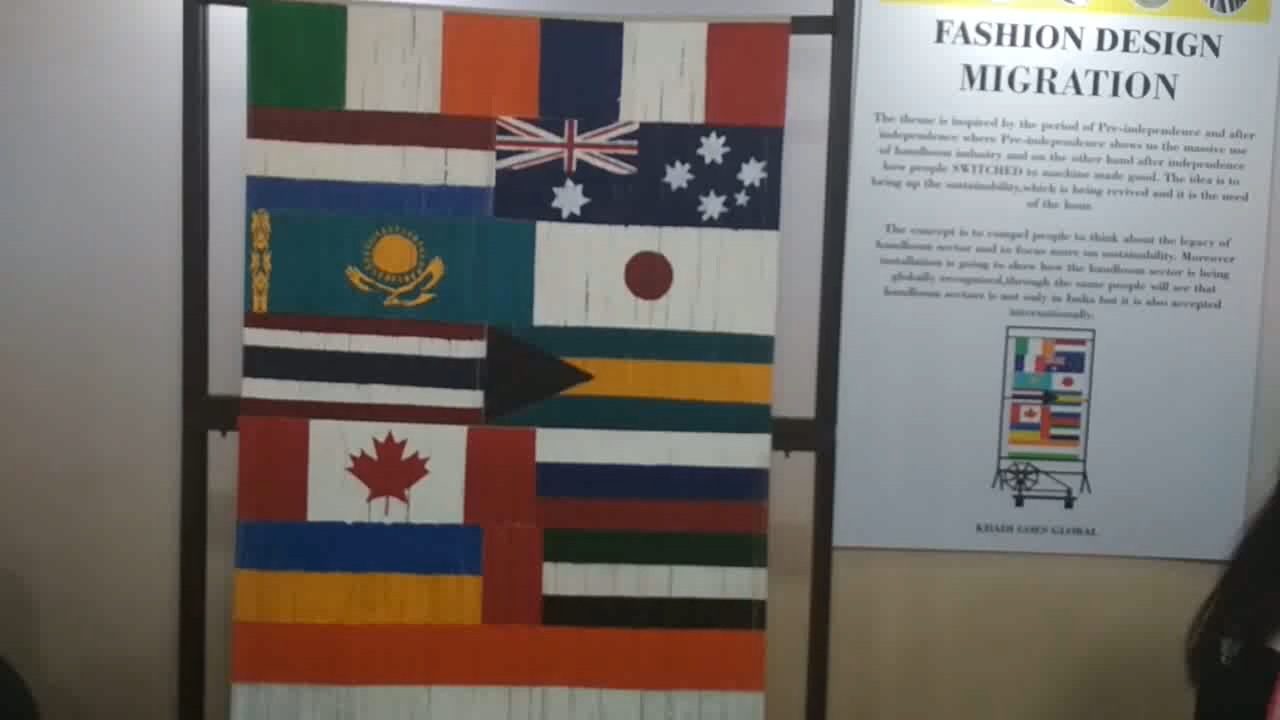 FASHION DESIGN
MIGRATION
The theme is inspired by the period of Pre-independence and after
independence where Pre-independence shows us the massive use
of handloom industry and on the other hand after independence
how people SWITCHED to machine made good. The idea is to
being up the sustainability,which is being revived and it is the need
of the hour.
The concept is to compel people to think about the legacy of
handloom sector and to focus more on sustainability. Moreover
installation is going to show how the handloom sector is being
globally recognised,through the same people will see that
handloom sector is not only in India but it is also accepted
internationally.
KHADI GOES GLOBAL